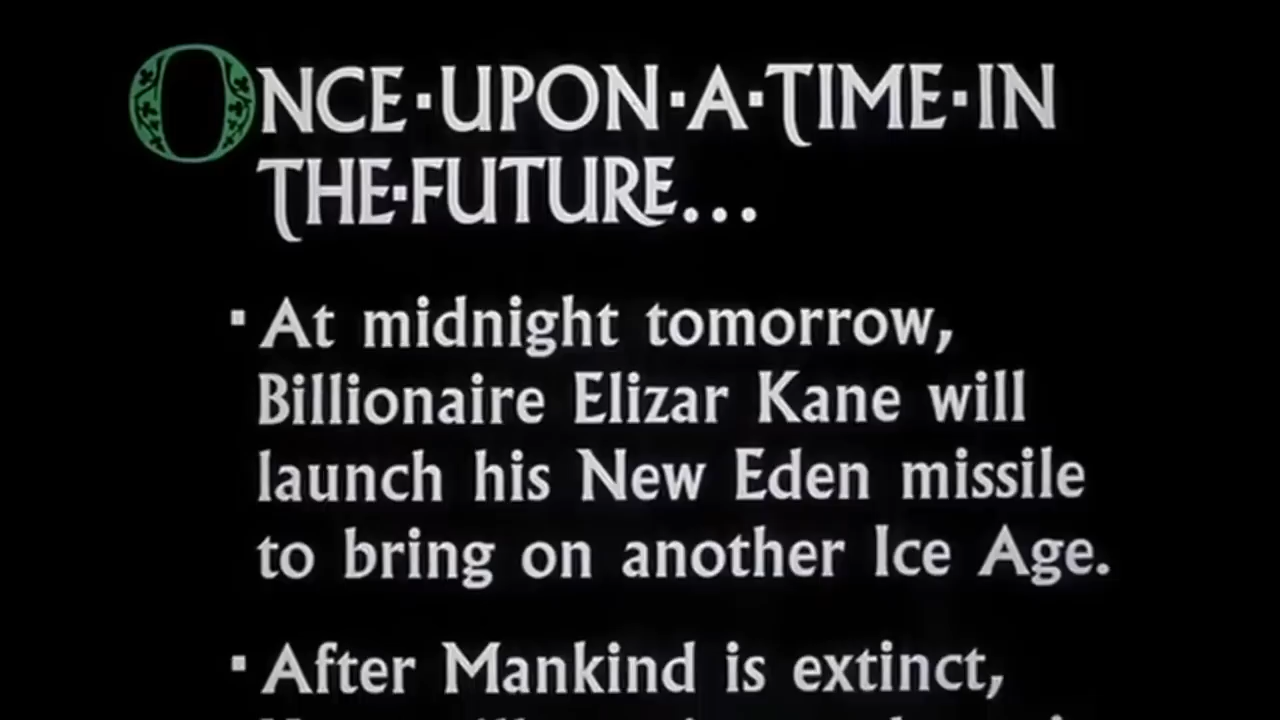 ONCE·UPON·A·TIME·IN
THE·FUTURE...
▪ At midnight tomorrow,
Billionaire Elizar Kane will
launch his New Eden missile
to bring on another Ice Age.
▪ After Mankind is extinct,